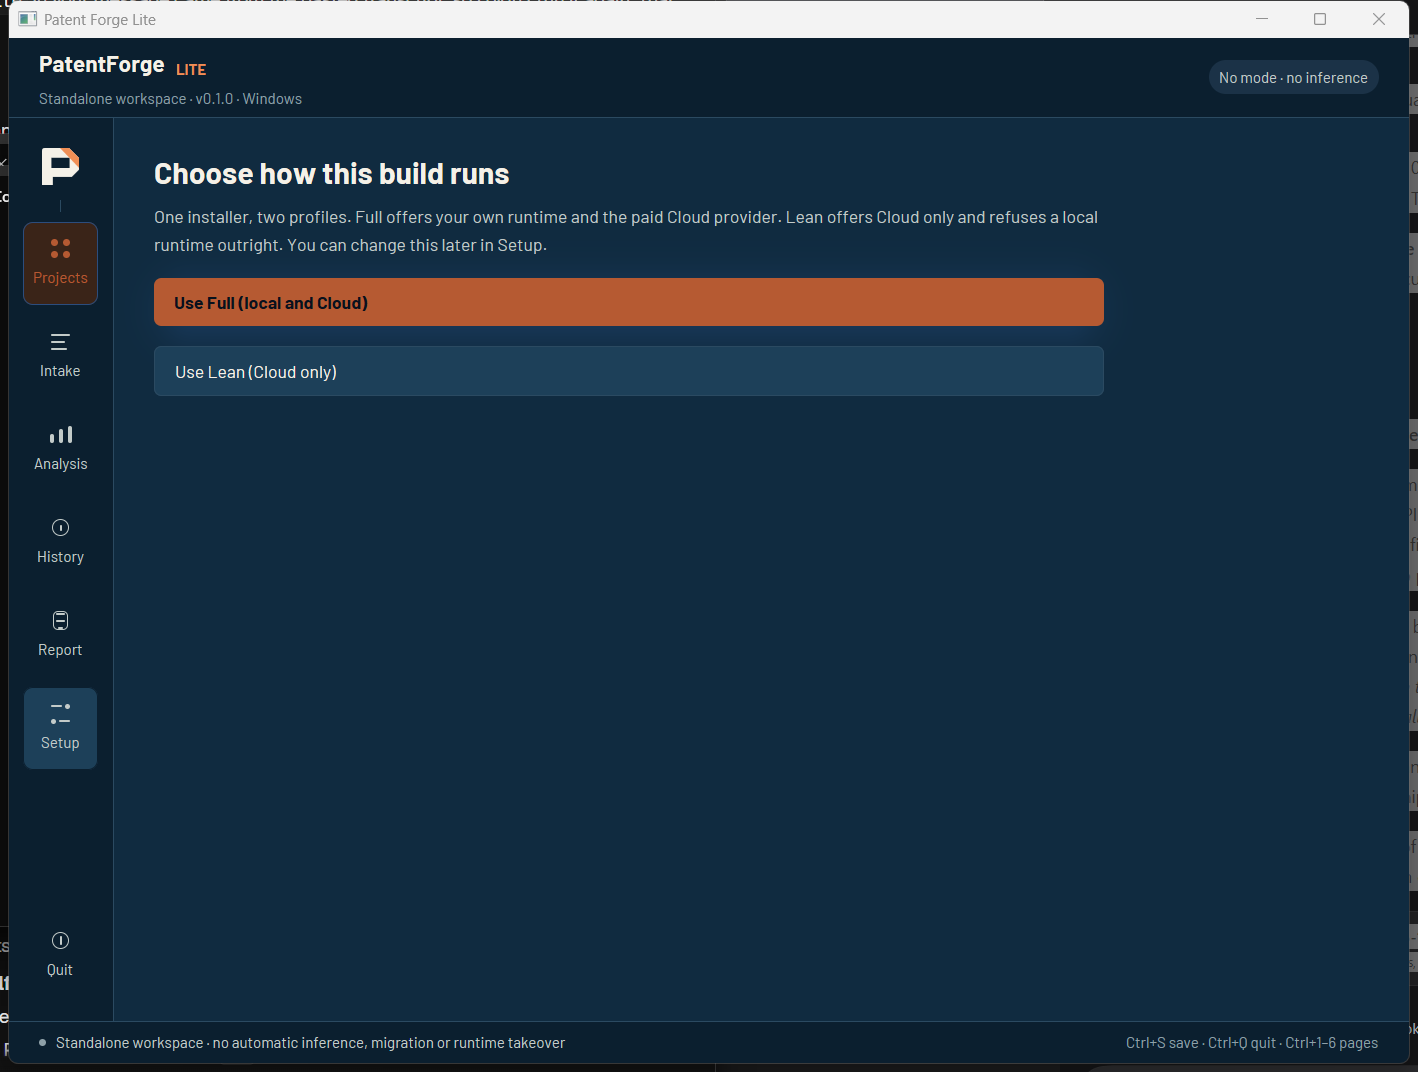 Patent Forge Lite
PatentForge LITE
Standalone workspace · v0.1.0 · Windows
No mode · no inference
Projects
Intake
Analysis
History
Report
Setup
Quit
Choose how this build runs
One installer, two profiles. Full offers your own runtime and the paid Cloud provider. Lean offers Cloud only and refuses a local
runtime outright. You can change this later in Setup.
Use Full (local and Cloud)
Use Lean (Cloud only)
Standalone workspace · no automatic inference, migration or runtime takeover
Ctrl+S save · Ctrl+Q quit · Ctrl+1–6 pages